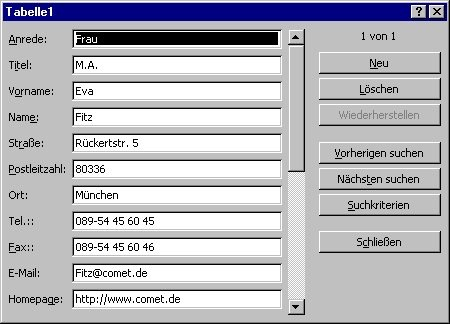 Tabelle1
Anrede: Frau
1 von 1
Titel: M.A.
Neu
Vorname: Eva
Löschen
Name: Fitz
Wiederherstellen
Straße: Rückertstr. 5
Vorherigen suchen
Postleitzahl: 80336
Nächsten suchen
Ort: München
Suchkriterien
Tel.:: 089-54 45 60 45
Fax:: 089-54 45 60 46
Schließen
E-Mail: Fitz@comet.de
Homepage: http://www.comet.de